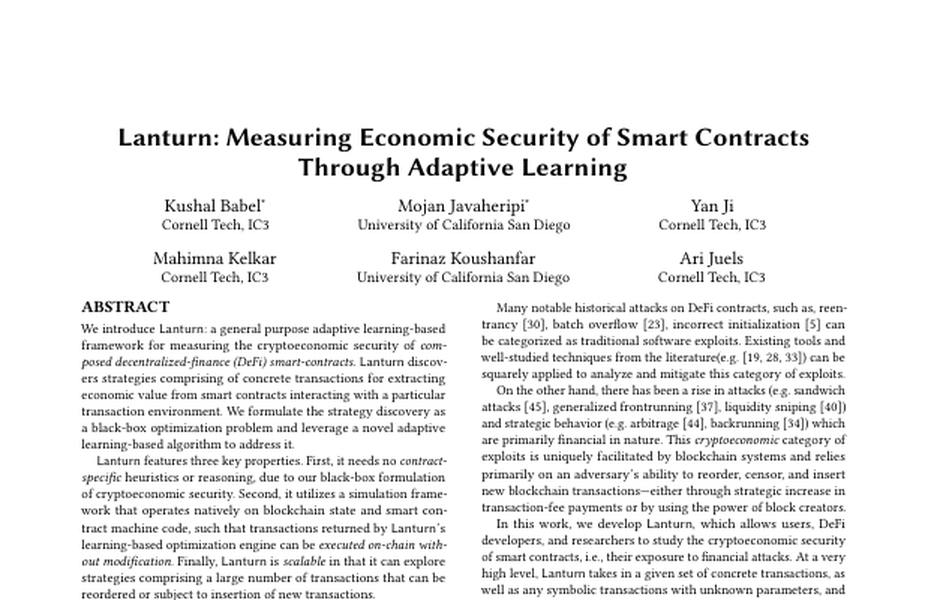 Lanturn: Measuring Economic Security of Smart Contracts
Through Adaptive Learning
Kushal Babel*
Cornell Tech, IC3
Mojan Javaheripi*
University of California San Diego
Yan Ji
Cornell Tech, IC3
Mahimna Kelkar
Cornell Tech, IC3
Farinaz Koushanfar
University of California San Diego
Ari Juels
Cornell Tech, IC3
ABSTRACT
We introduce Lanturn: a general purpose adaptive learning-based
framework for measuring the cryptoeconomic security of com-
posed decentralized-finance (DeFi) smart-contracts. Lanturn discov-
ers strategies comprising of concrete transactions for extracting
economic value from smart contracts interacting with a particular
transaction environment. We formulate the strategy discovery as
a black-box optimization problem and leverage a novel adaptive
learning-based algorithm to address it.
Lanturn features three key properties. First, it needs no contract-
specific heuristics or reasoning, due to our black-box formulation
of cryptoeconomic security. Second, it utilizes a simulation frame-
work that operates natively on blockchain state and smart con-
tract machine code, such that transactions returned by Lanturn's
learning-based optimization engine can be executed on-chain with-
out modification. Finally, Lanturn is scalable in that it can explore
strategies comprising a large number of transactions that can be
reordered or subject to insertion of new transactions.
Many notable historical attacks on DeFi contracts, such as, reen-
trancy [30], batch overflow [23], incorrect initialization [5] can
be categorized as traditional software exploits. Existing tools and
well-studied techniques from the literature(e.g. [19, 28, 33]) can be
squarely applied to analyze and mitigate this category of exploits.
On the other hand, there has been a rise in attacks (e.g. sandwich
attacks [45], generalized frontrunning [37], liquidity sniping [40])
and strategic behavior (e.g. arbitrage [44], backrunning [34]) which
are primarily financial in nature. This cryptoeconomic category of
exploits is uniquely facilitated by blockchain systems and relies
primarily on an adversary's ability to reorder, censor, and insert
new blockchain transactions—either through strategic increase in
transaction-fee payments or by using the power of block creators.
In this work, we develop Lanturn, which allows users, DeFi
developers, and researchers to study the cryptoeconomic security
of smart contracts, i.e., their exposure to financial attacks. At a very
high level, Lanturn takes in a given set of concrete transactions, as
well as any symbolic transactions with unknown parameters, and